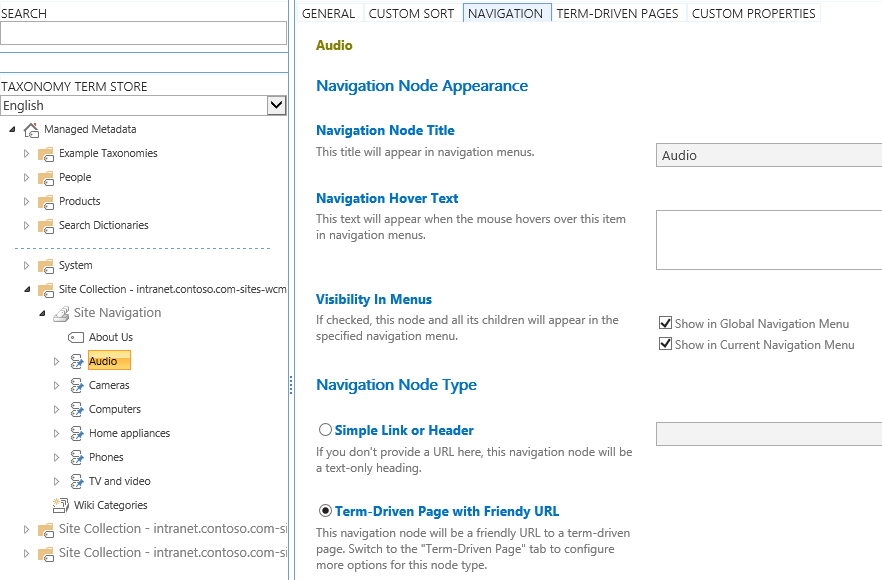 SEARCH
TAXONOMY TERM STORE
English
Managed Metadata
Example Taxonomies
People
Products
Search Dictionaries
System
Site Collection - intranet.contoso.com-sites-wcm
Site Navigation
About Us
Audio
Cameras
Computers
Home appliances
Phones
TV and video
Wiki Categories
Site Collection - intranet.contoso.com-si
Site Collection - intranet.contoso.com-si
GENERAL CUSTOM SORT NAVIGATION TERM-DRIVEN PAGES CUSTOM PROPERTIES
Audio
Navigation Node Appearance
Navigation Node Title
This title will appear in navigation menus.
Audio
Navigation Hover Text
This text will appear when the mouse hovers over this item
in navigation menus.
Visibility In Menus
If checked, this node and all its children will appear in the
specified navigation menu.
Show in Global Navigation Menu
Show in Current Navigation Menu
Navigation Node Type
Simple Link or Header
If you don't provide a URL here, this navigation node will be
a text-only heading.
Term-Driven Page with Friendly URL
This navigation node will be a friendly URL to a term-driven
page. Switch to the "Term-Driven Page" tab to configure
more options for this node type.